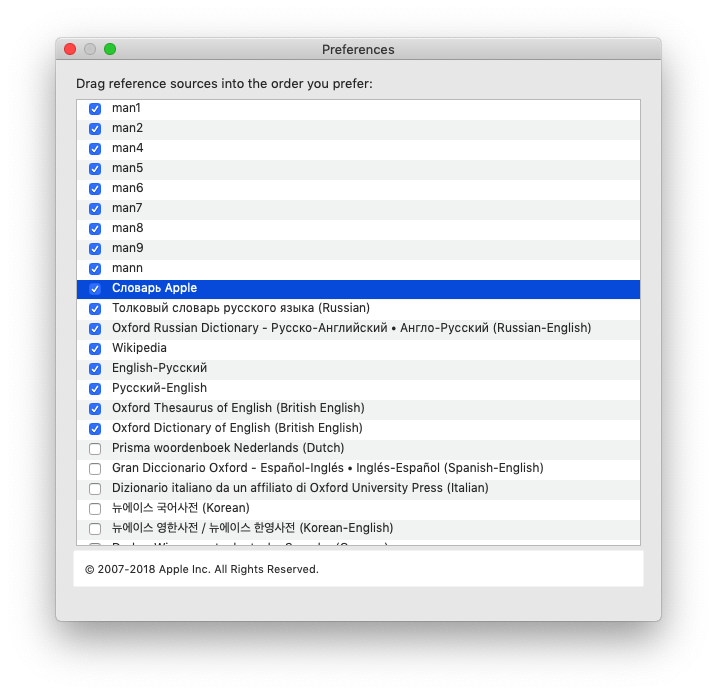 Preferences
Drag reference sources into the order you prefer:
man1
man2
man4
man5
man6
man7
man8
man9
mann
Словарь Apple
Толковый словарь русского языка (Russian)
Oxford Russian Dictionary - Русско-Английский • Англо-Русский (Russian-English)
Wikipedia
English-Русский
Русский-English
Oxford Thesaurus of English (British English)
Oxford Dictionary of English (British English)
Prisma woordenboek Nederlands (Dutch)
Gran Diccionario Oxford - Español-Inglés • Inglés-Español (Spanish-English)
Dizionario italiano da un affiliato di Oxford University Press (Italian)
뉴에이스 국어사전 (Korean)
뉴에이스 영한사전 / 뉴에이스 한영사전 (Korean-English)
© 2007-2018 Apple Inc. All Rights Reserved.